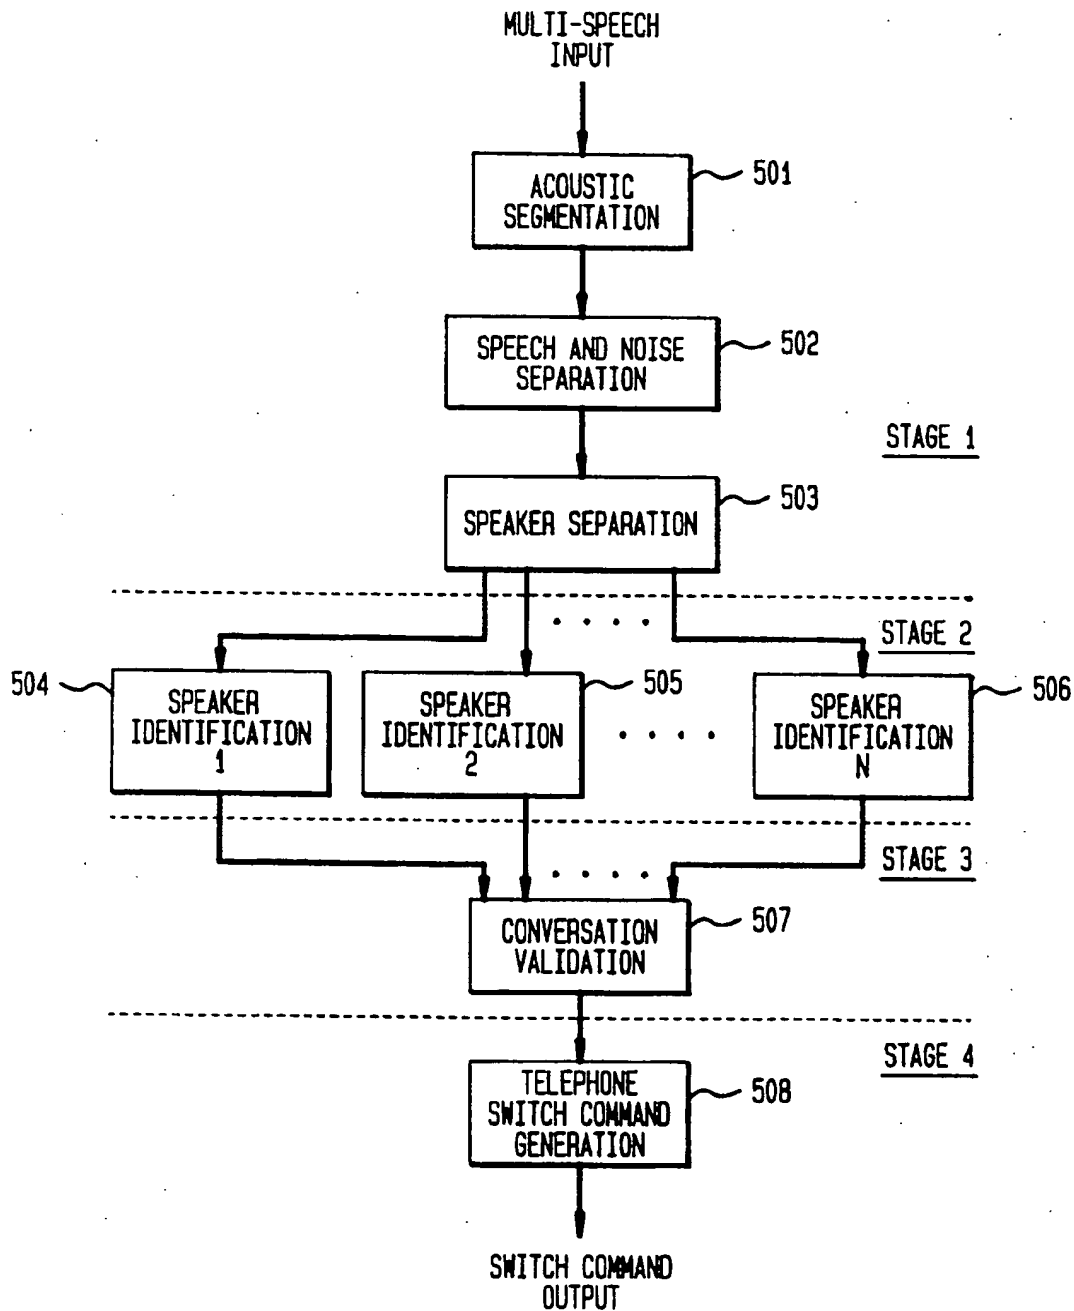 MULTI-SPEECH
INPUT
ACOUSTIC
SEGMENTATION
501
SPEECH AND NOISE
SEPARATION
502
STAGE 1
SPEAKER SEPARATION
503
STAGE 2
504
SPEAKER
IDENTIFICATION
1
SPEAKER
IDENTIFICATION
2
505
SPEAKER
IDENTIFICATION
N
506
STAGE 3
CONVERSATION
VALIDATION
507
STAGE 4
TELEPHONE
SWITCH COMMAND
GENERATION
508
SWITCH COMMAND
OUTPUT